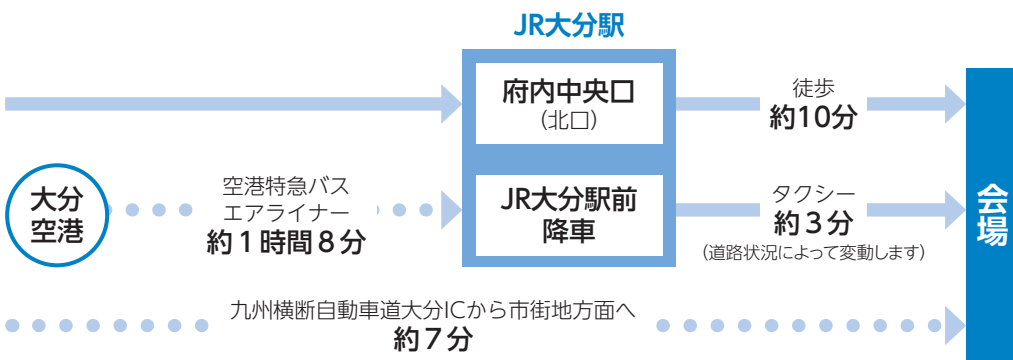 JR大分駅
府内中央口
（北口）
徒歩
約10分
大分
空港
空港特急バス
エアライナー
約１時間８分
JR大分駅前
降車
タクシー
約３分
（道路状況によって変動します）
会場
九州横断自動車道大分ICから市街地方面へ
約７分